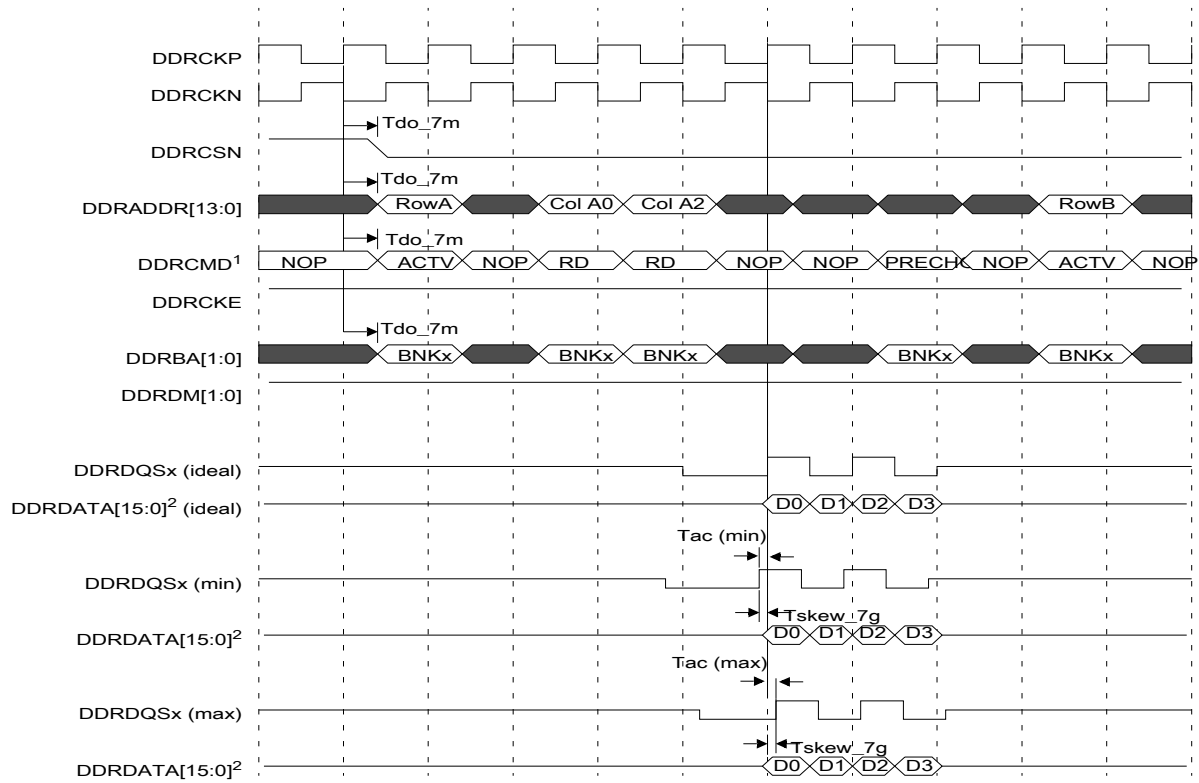 DDRCKP
DDRCKN
Tdo_7m
DDRCSN
Tdo_7m
DDRADDR[13:0] RowA Col A0 Col A2 RowB
Tdo_7m
DDRCMD¹ NOP ACTV NOP RD RD NOP NOP PRECHG NOP ACTV NOP
DDRCKE
Tdo_7m
DDRBA[1:0] BNKx BNKx BNKx BNKx BNKx
DDRDM[1:0]
DDRDQSx (ideal)
DDRDATA[15:0]² (ideal) D0 D1 D2 D3
Tac (min)
DDRDQSx (min)
Tskew_7g
DDRDATA[15:0]² D0 D1 D2 D3
Tac (max)
DDRDQSx (max)
Tskew_7g
DDRDATA[15:0]² D0 D1 D2 D3